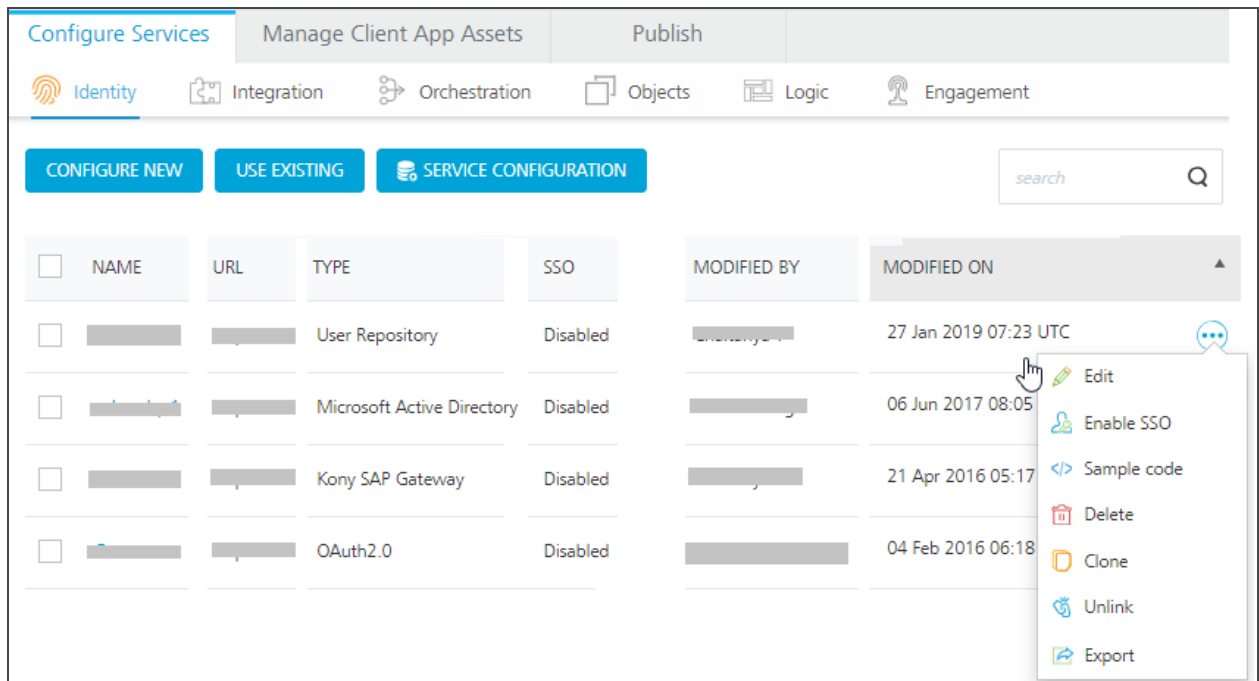 Configure Services Manage Client App Assets Publish
Identity Integration Orchestration Objects Logic Engagement
CONFIGURE NEW USE EXISTING SERVICE CONFIGURATION search
NAME URL TYPE SSO MODIFIED BY MODIFIED ON
User Repository Disabled 27 Jan 2019 07:23 UTC
Edit
Microsoft Active Directory Disabled 06 Jun 2017 08:05
Enable SSO
Sample code
Kony SAP Gateway Disabled 21 Apr 2016 05:17
Delete
OAuth2.0 Disabled 04 Feb 2016 06:18
Clone
Unlink
Export